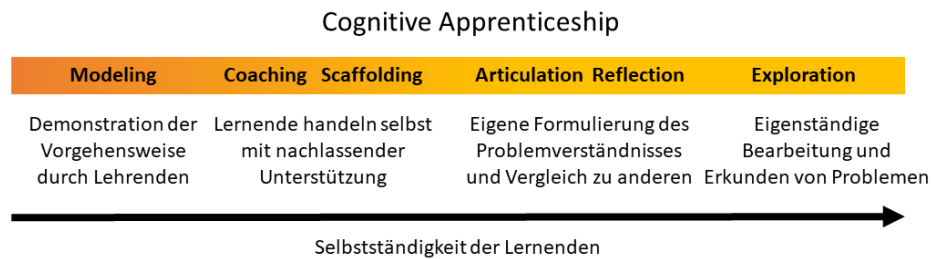 Cognitive Apprenticeship
Modeling Coaching Scaffolding Articulation Reflection Exploration
Demonstration der
Vorgehensweise
durch Lehrenden
Lernende handeln selbst
mit nachlassender
Unterstützung
Eigene Formulierung des
Problemverständnisses
und Vergleich zu anderen
Eigenständige
Bearbeitung und
Erkunden von Problemen
Selbstständigkeit der Lernenden